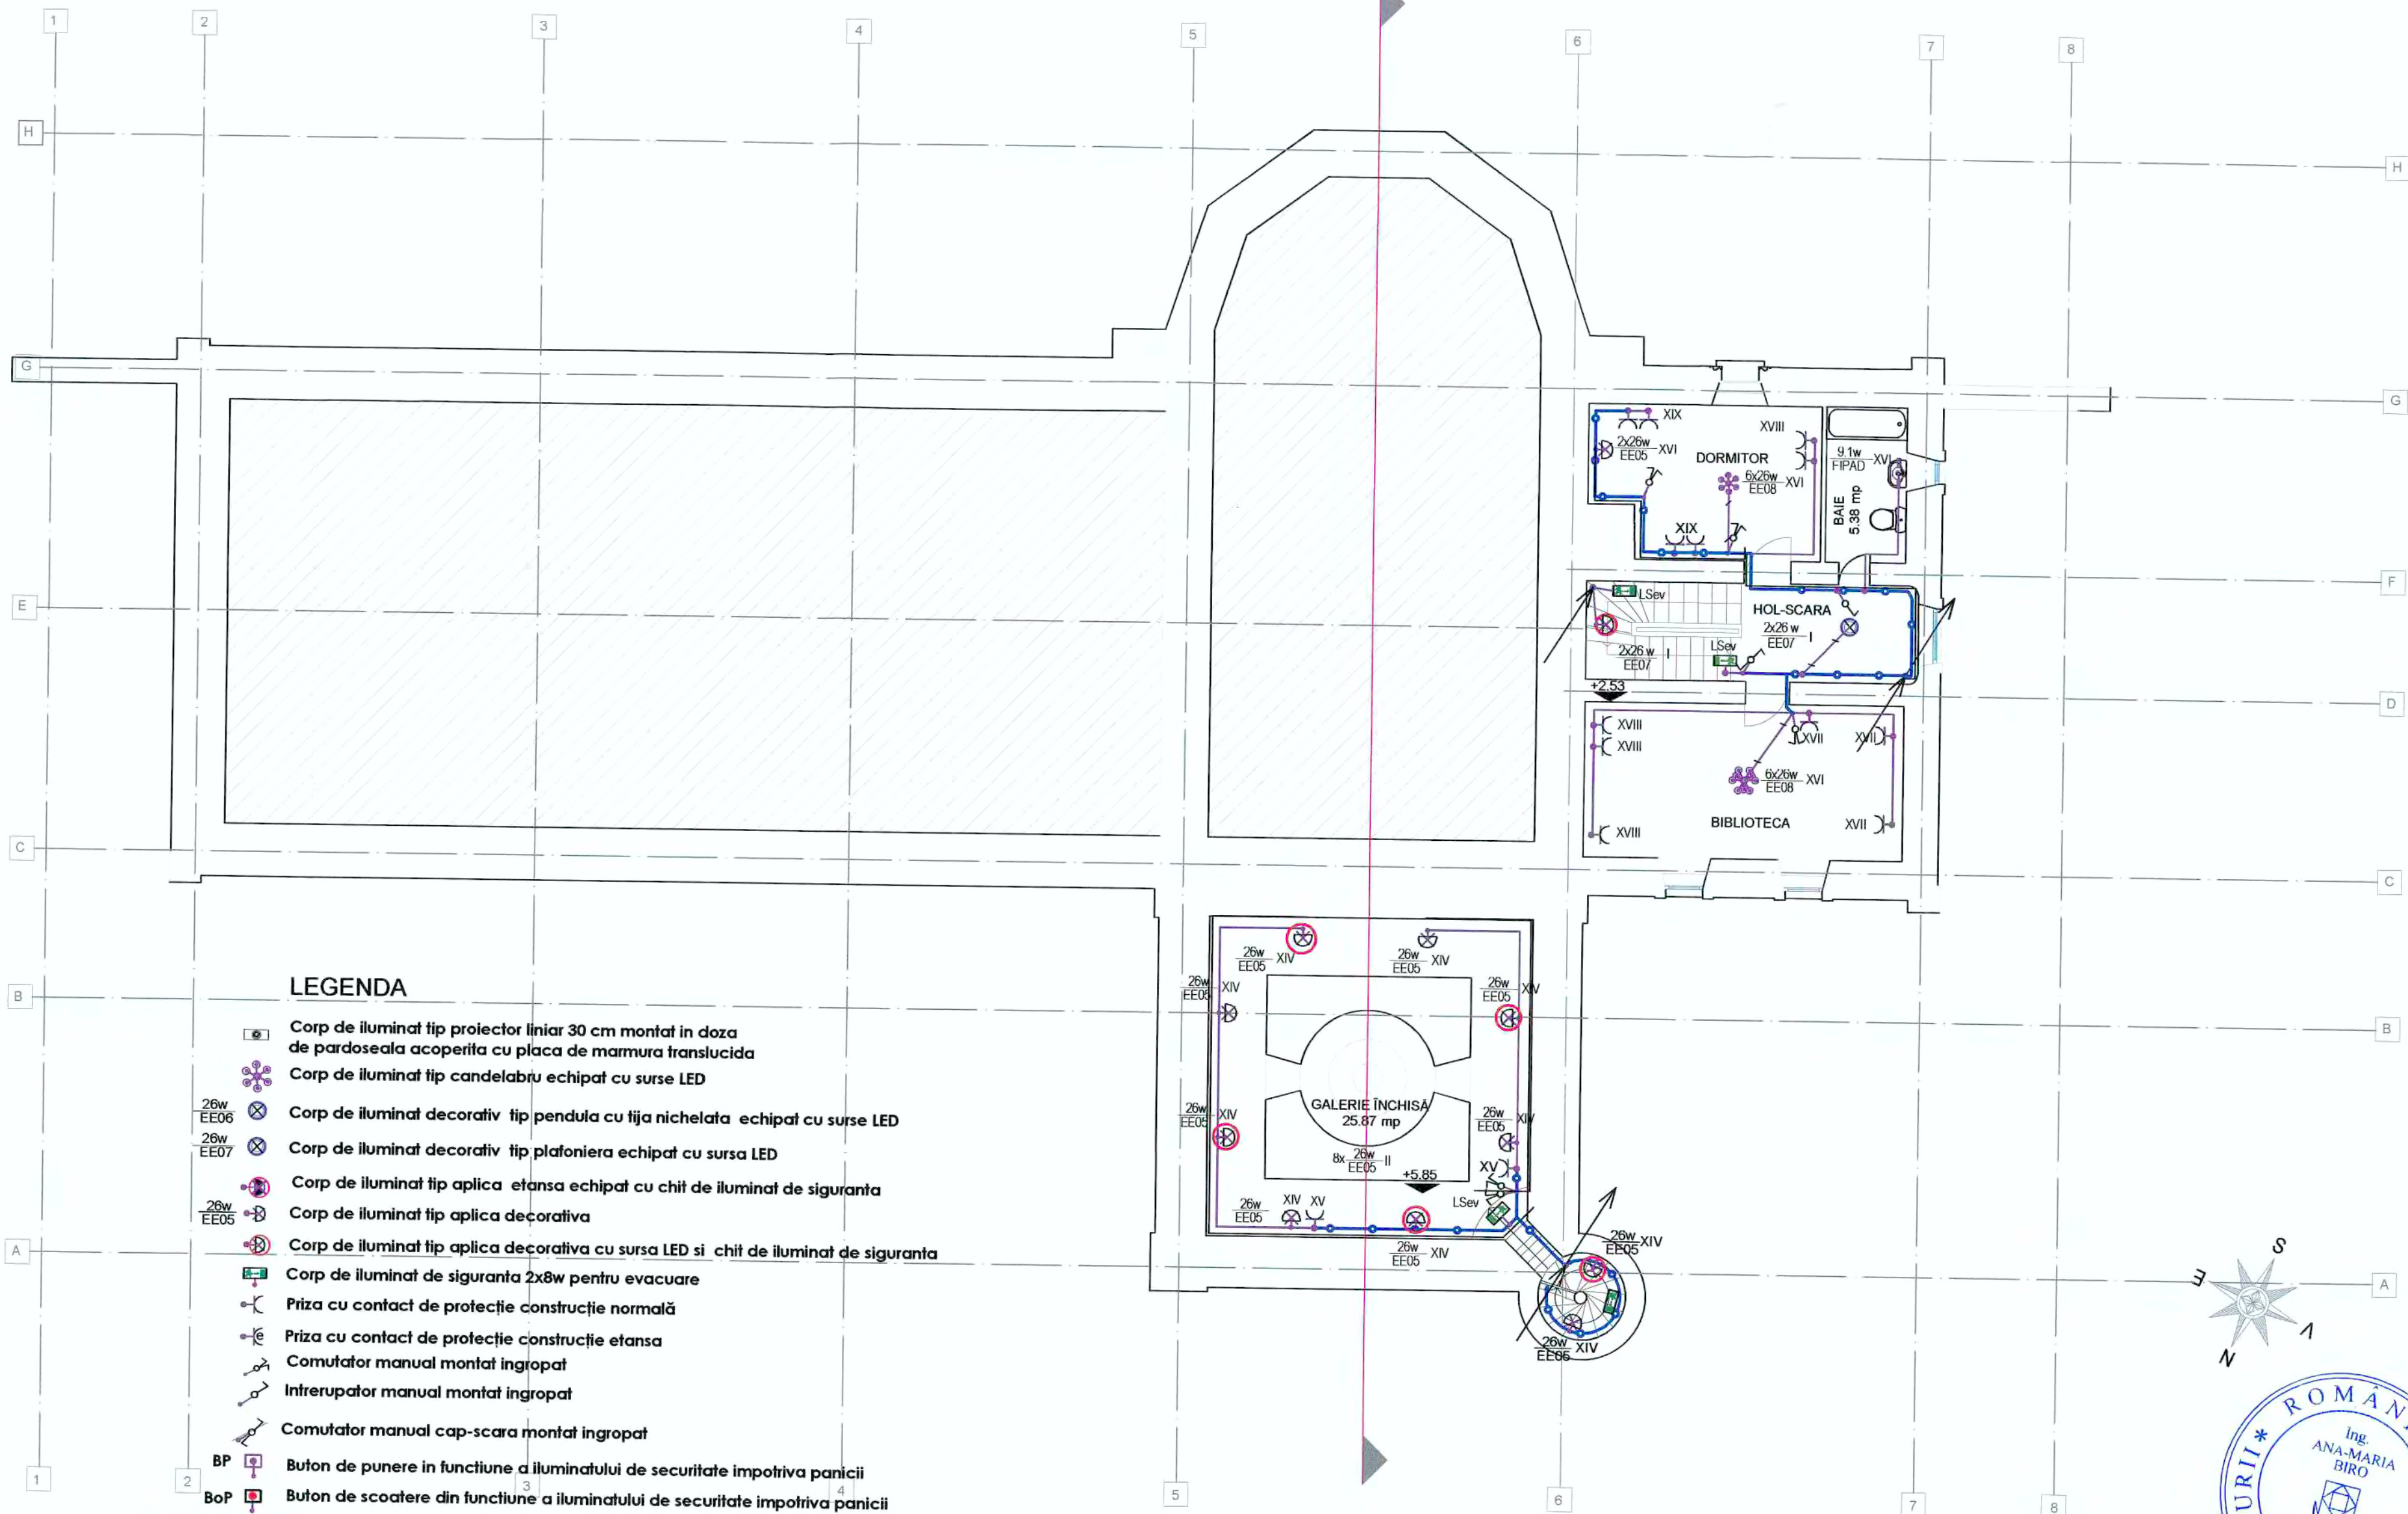 1
2
3
4
5
6
7
8
H
H
G
G
XIX
2x26w
EE05
XVI
XVIII
DORMITOR
6x26w
EE08
XVI
9.1w
FIPAD
XVI
BAIE
5.38 mp
XIX
F
E
LSev
HOL-SCARA
2x26 w
EE07
I
2x26 w
EE07
I
LSev
+2.53
D
XVIII
XVIII
XVII
XVII
6x26w
EE08
XVI
BIBLIOTECA
XVIII
XVII
C
C
26w
EE05
XIV
26w
EE05
XIV
26w
EE05
XIV
26w
EE05
XIV
B
B
26w
EE05
XIV
26w
EE05
XIV
GALERIE ÎNCHISĂ
25.87 mp
8x
26w
EE05
II
XV
+5.85
LSev
26w
EE05
XIV
XV
26w
EE05
XIV
26w
EE05
XIV
26w
EE05
XIV
A
A
LEGENDA
Corp de iluminat tip proiector liniar 30 cm montat in doza
de pardoseala acoperita cu placa de marmura translucida
Corp de iluminat tip candelabru echipat cu surse LED
26w
EE06
Corp de iluminat decorativ tip pendula cu tija nichelata echipat cu surse LED
26w
EE07
Corp de iluminat decorativ tip plafoniera echipat cu sursa LED
Corp de iluminat tip aplica etansa echipat cu chit de iluminat de siguranta
26w
EE05
Corp de iluminat tip aplica decorativa
Corp de iluminat tip aplica decorativa cu sursa LED si chit de iluminat de siguranta
Corp de iluminat de siguranta 2x8w pentru evacuare
Priza cu contact de protecție construcție normală
e
Priza cu contact de protecție construcție etansa
Comutator manual montat ingropat
Intrerupator manual montat ingropat
Comutator manual cap-scara montat ingropat
BP
Buton de punere in functiune a iluminatului de securitate impotriva panicii
BoP
Buton de scoatere din functiune a iluminatului de securitate impotriva panicii
1
2
3
4
5
6
7
8
S
E
V
N
URII * ROMÂN
Ing.
ANA-MARIA
BIRO